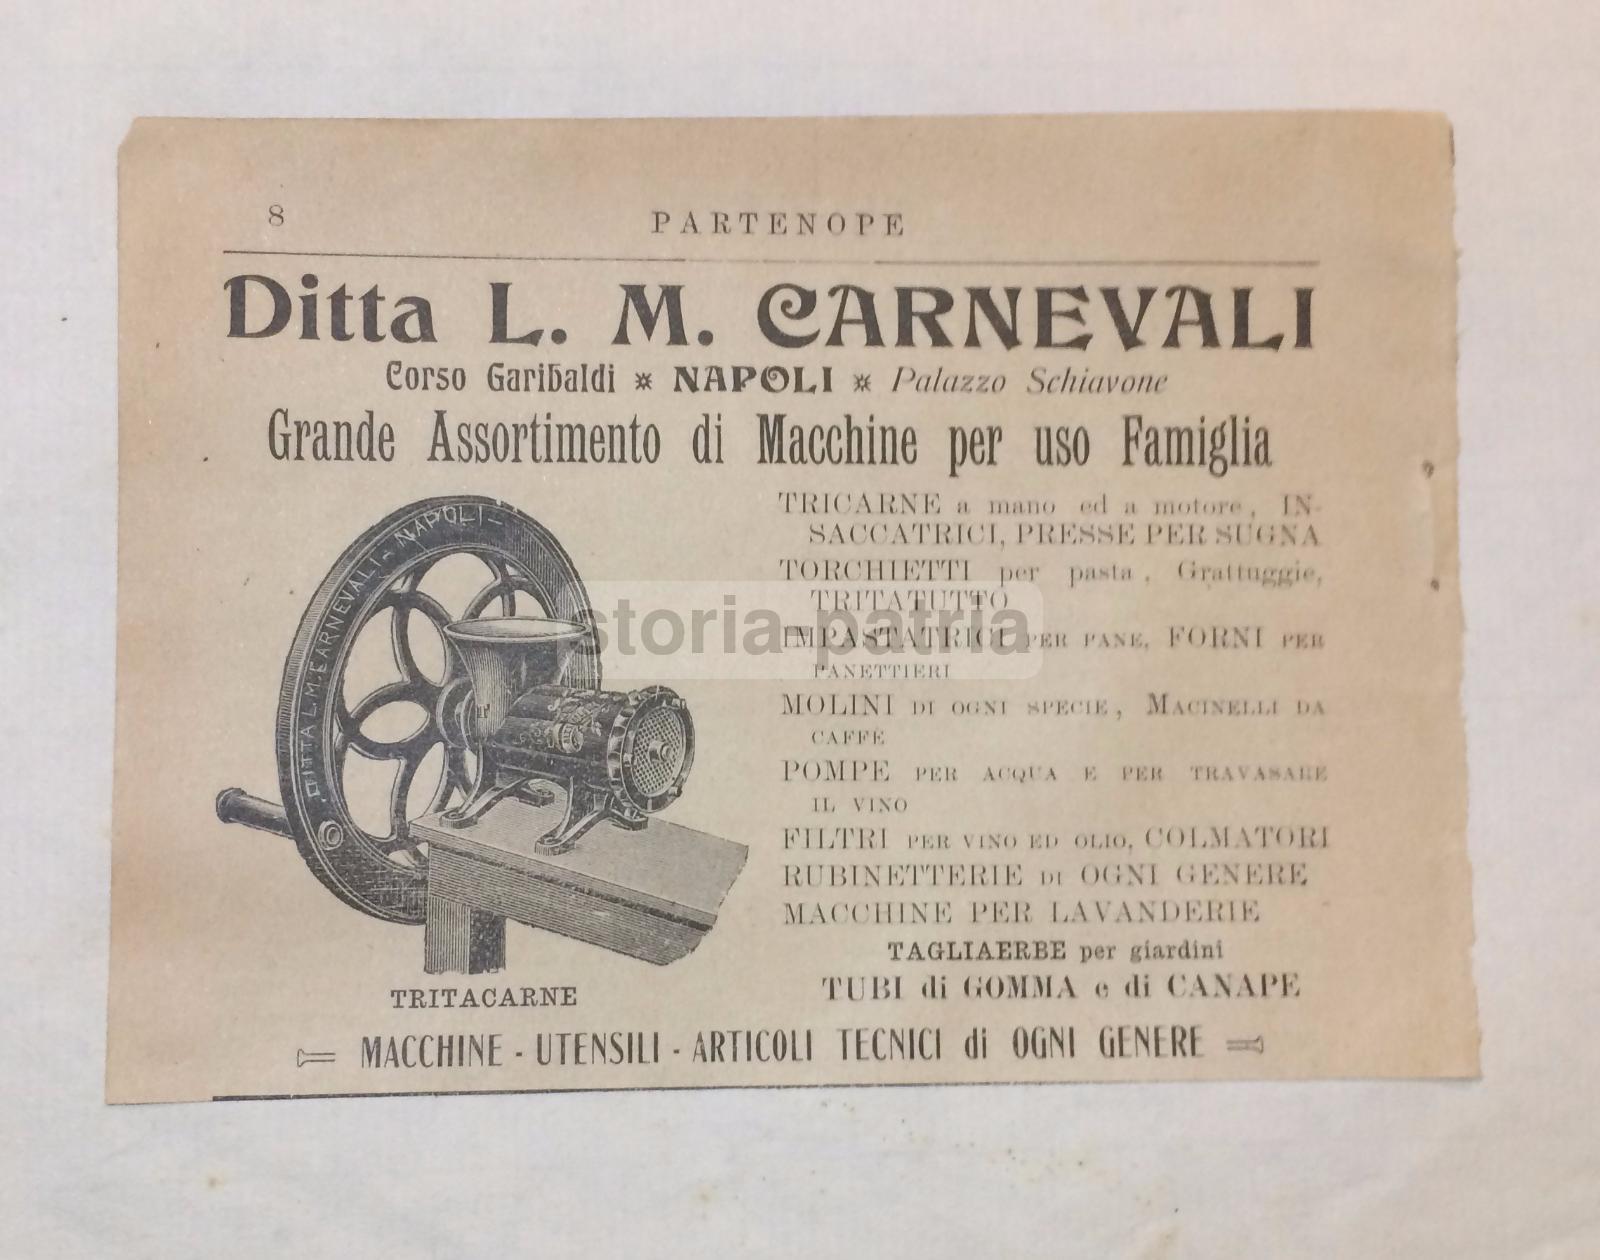 8
PARTENOPE
Ditta L. M. CARNEVALI
Corso Garibaldi ※ NAPOLI ※ Palazzo Schiavone
Grande Assortimento di Macchine per uso Famiglia
DITTA L.M. CARNEVALI - NAPOLI -
TRITACARNE
TRICARNE a mano ed a motore, IN-
SACCATRICI, PRESSE PER SUGNA
TORCHIETTI per pasta, Grattuggie,
TRITATUTTO
IMPASTATRICI PER PANE, FORNI PER
PANETTIERI
MOLINI DI OGNI SPECIE, MACINELLI DA
CAFFÈ
POMPE PER ACQUA E PER TRAVASARE
IL VINO
FILTRI PER VINO ED OLIO, COLMATORI
RUBINETTERIE DI OGNI GENERE
MACCHINE PER LAVANDERIE
TAGLIAERBE per giardini
TUBI di GOMMA e di CANAPE
MACCHINE - UTENSILI - ARTICOLI TECNICI di OGNI GENERE
storia patria